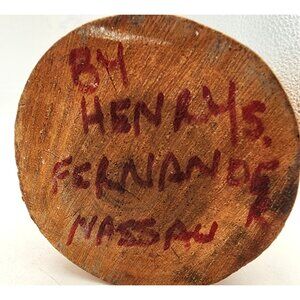 BY
HENRY S.
FERNANDER
NASSAU